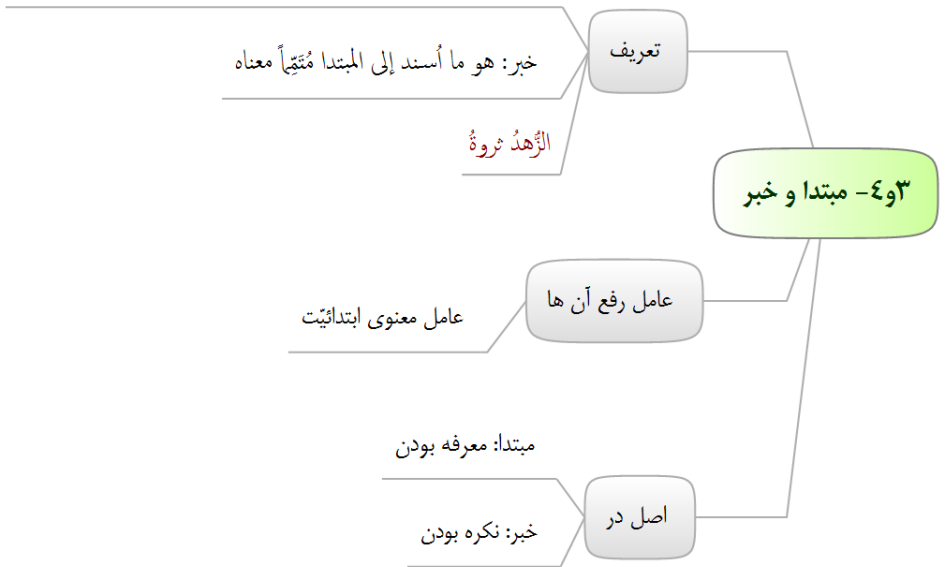 ۳و٤- مبتدا و خبر
تعریف
خبر: هو ما اُسند إلی المبتدا مُتَمِّماً معناه
الزُّهدُ ثروةُ
عامل رفع آن ها
عامل معنوی ابتدائیّت
اصل در
مبتدا: معرفه بودن
خبر: نکره بودن